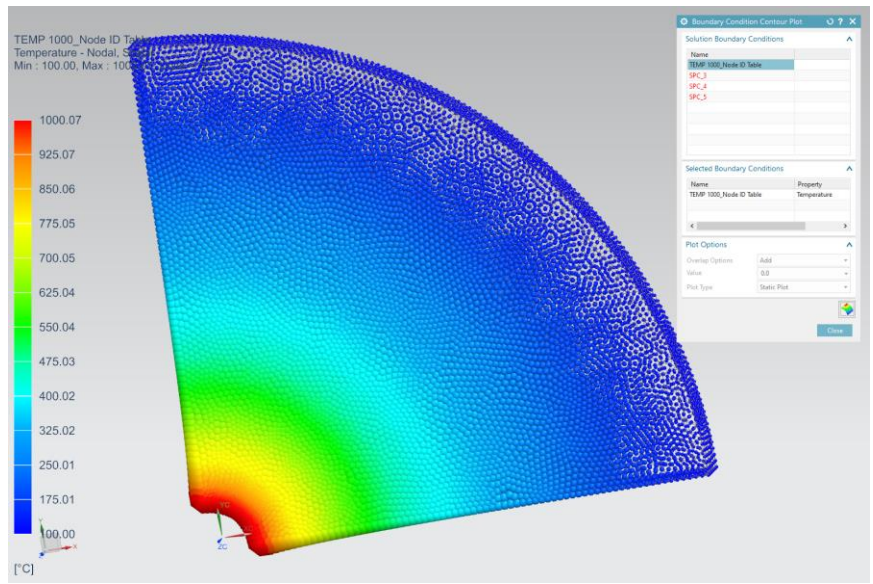 TEMP 1000_Node ID Table
Temperature - Nodal,
Min : 100.00, Max :
1000.07
925.07
850.06
775.05
700.05
625.04
550.04
475.03
400.02
325.02
250.01
175.01
100.00
[°C]
Y
X
Z
YC
ZC
Boundary Condition Contour Plot
Solution Boundary Conditions
Name
TEMP 1000_Node ID Table
SPC_3
SPC_4
SPC_5
Selected Boundary Conditions
Name Property
TEMP 1000_Node ID Table Temperature
Plot Options
Overlap Options Add
Value 0.0
Plot Type Static Plot
Close